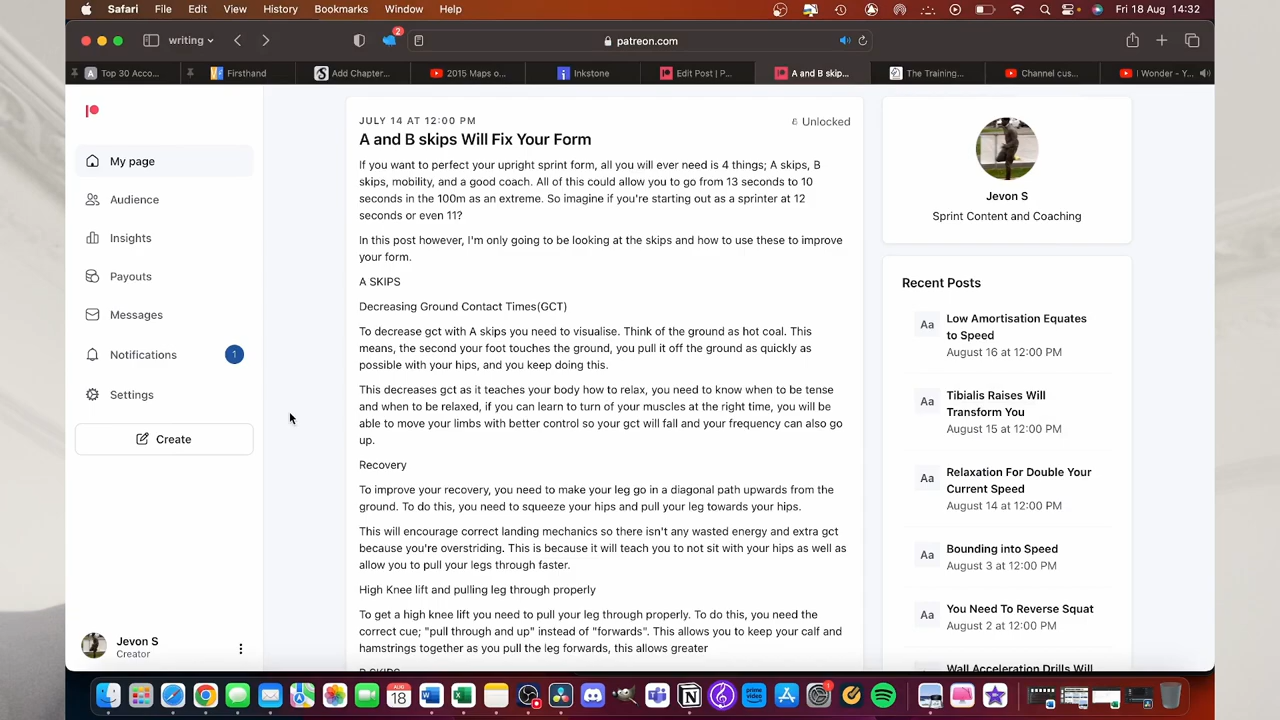 Safari File Edit View History Bookmarks Window Help Fri 18 Aug 14:32
writing 2 patreon.com
Top 30 Acco... Firsthand Add Chapter... 2015 Maps o... Inkstone Edit Post | P... A and B skip... The Training... Channel cus... I Wonder - Y...
My page
Audience
Insights
Payouts
Messages
Notifications 1
Settings
Create
Jevon S
Creator
JULY 14 AT 12:00 PM Unlocked
A and B skips Will Fix Your Form
If you want to perfect your upright sprint form, all you will ever need is 4 things; A skips, B
skips, mobility, and a good coach. All of this could allow you to go from 13 seconds to 10
seconds in the 100m as an extreme. So imagine if you're starting out as a sprinter at 12
seconds or even 11?
In this post however, I'm only going to be looking at the skips and how to use these to improve
your form.
A SKIPS
Decreasing Ground Contact Times(GCT)
To decrease gct with A skips you need to visualise. Think of the ground as hot coal. This
means, the second your foot touches the ground, you pull it off the ground as quickly as
possible with your hips, and you keep doing this.
This decreases gct as it teaches your body how to relax, you need to know when to be tense
and when to be relaxed, if you can learn to turn of your muscles at the right time, you will be
able to move your limbs with better control so your gct will fall and your frequency can also go
up.
Recovery
To improve your recovery, you need to make your leg go in a diagonal path upwards from the
ground. To do this, you need to squeeze your hips and pull your leg towards your hips.
This will encourage correct landing mechanics so there isn't any wasted energy and extra gct
because you're overstriding. This is because it will teach you to not sit with your hips as well as
allow you to pull your legs through faster.
High Knee lift and pulling leg through properly
To get a high knee lift you need to pull your leg through properly. To do this, you need the
correct cue; "pull through and up" instead of "forwards". This allows you to keep your calf and
hamstrings together as you pull the leg forwards, this allows greater
B SKIPS
Jevon S
Sprint Content and Coaching
Recent Posts
Aa Low Amortisation Equates
to Speed
August 16 at 12:00 PM
Aa Tibialis Raises Will
Transform You
August 15 at 12:00 PM
Aa Relaxation For Double Your
Current Speed
August 14 at 12:00 PM
Aa Bounding into Speed
August 3 at 12:00 PM
Aa You Need To Reverse Squat
August 2 at 12:00 PM
Wall Acceleration Drills Will
AUG
18
prime video